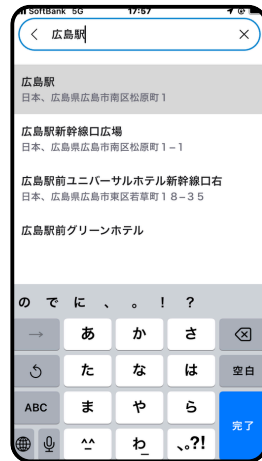 SoftBank 5G 17:57
広島駅
広島駅
日本、広島県広島市南区松原町１
広島駅新幹線口広場
日本、広島県広島市南区松原町１−１
広島駅前ユニバーサルホテル新幹線口右
日本、広島県広島市東区若草町１８−３５
広島駅前グリーンホテル
の で に 、 。 ！ ？
→ あ か さ
た な は 空白
ABC ま や ら
^^ わ_ 、。?! 完了